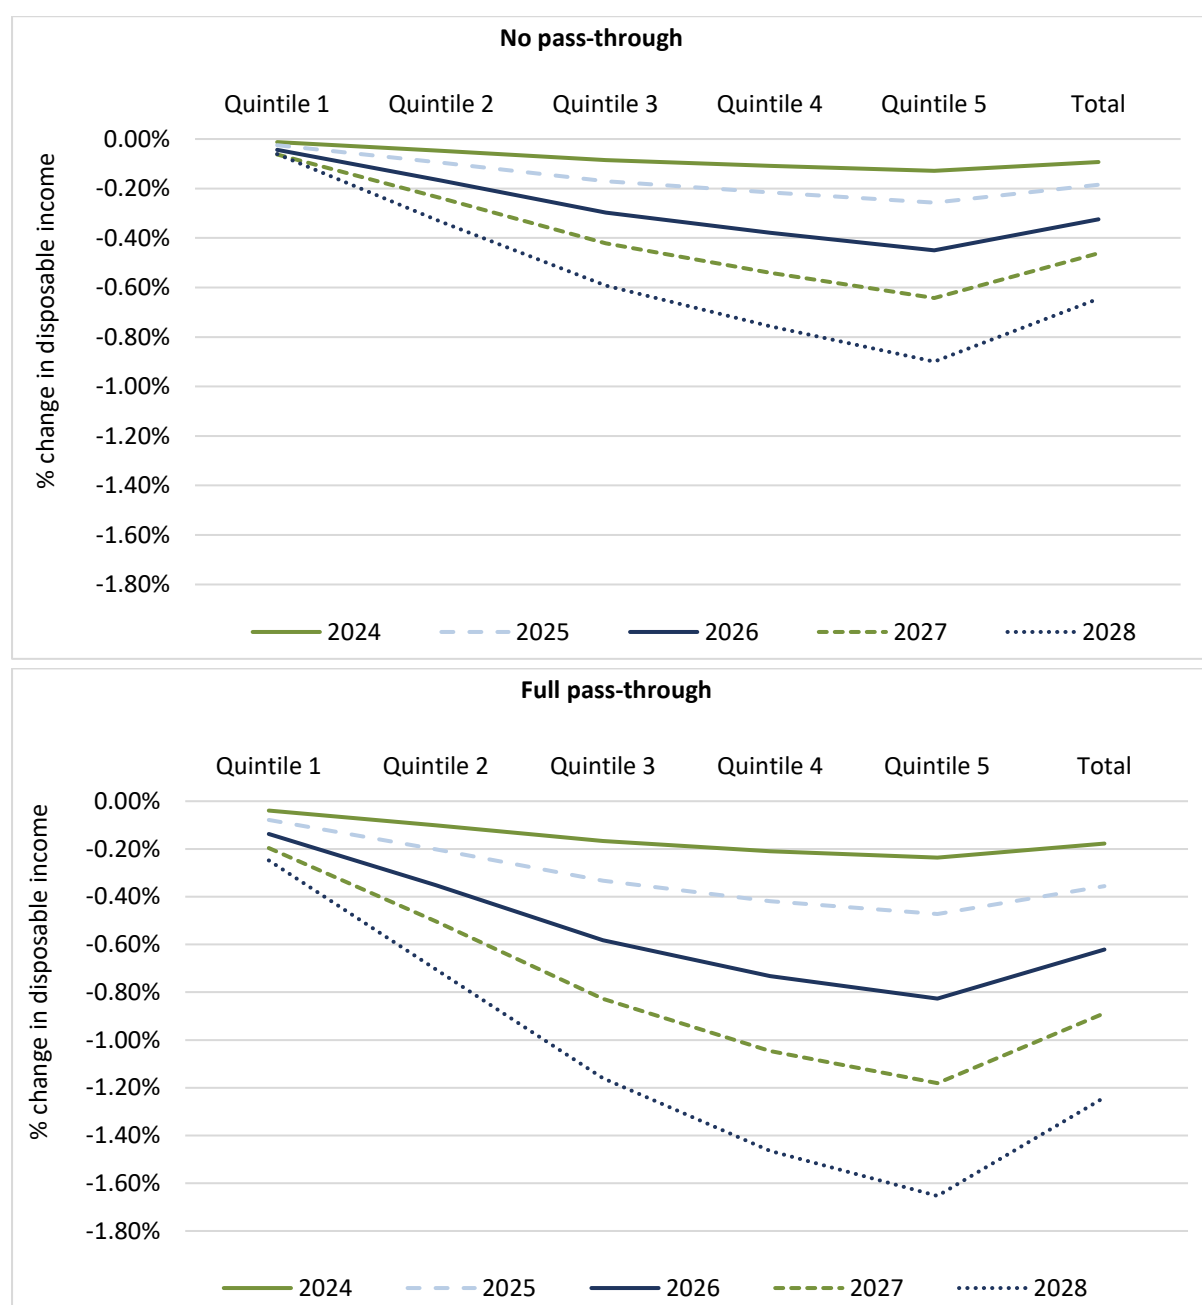 No pass-through
Quintile 1 Quintile 2 Quintile 3 Quintile 4 Quintile 5 Total
0.00%
-0.20%
-0.40%
-0.60%
-0.80%
-1.00%
-1.20%
-1.40%
-1.60%
-1.80%
% change in disposable income
2024 2025 2026 2027 2028
Full pass-through
Quintile 1 Quintile 2 Quintile 3 Quintile 4 Quintile 5 Total
0.00%
-0.20%
-0.40%
-0.60%
-0.80%
-1.00%
-1.20%
-1.40%
-1.60%
-1.80%
% change in disposable income
2024 2025 2026 2027 2028